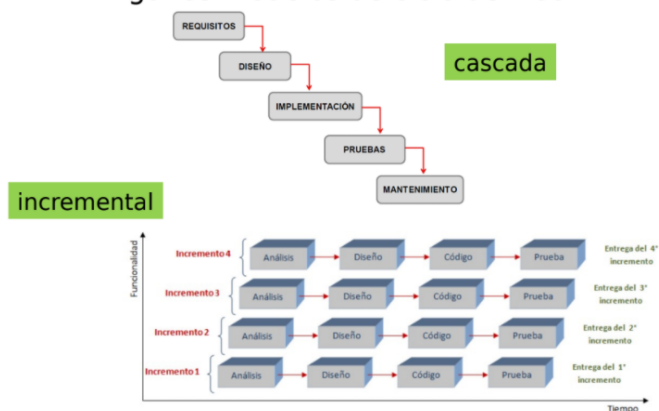 REQUISITOS
DISEÑO
cascada
IMPLEMENTACIÓN
PRUEBAS
MANTENIMIENTO
incremental
Funcionalidad
Incremento 4
Análisis
Diseño
Código
Prueba
Entrega del 4°
incremento
Incremento 3
Análisis
Diseño
Código
Prueba
Entrega del 3°
incremento
Incremento 2
Análisis
Diseño
Código
Prueba
Entrega del 2°
incremento
Incremento 1
Análisis
Diseño
Código
Prueba
Entrega del 1°
incremento
Tiempo